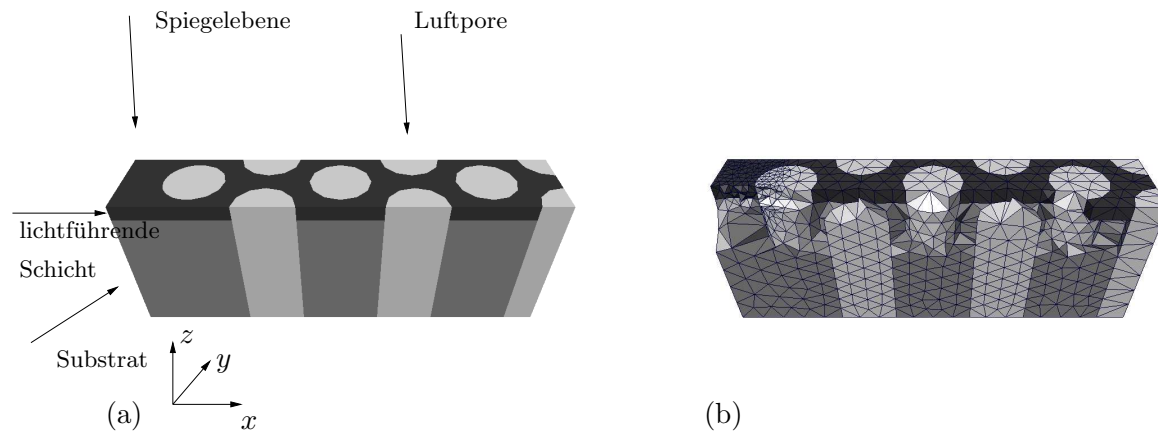 Spiegelebene
Luftpore
lichtführende
Schicht
Substrat
z
y
x
(a)
(b)